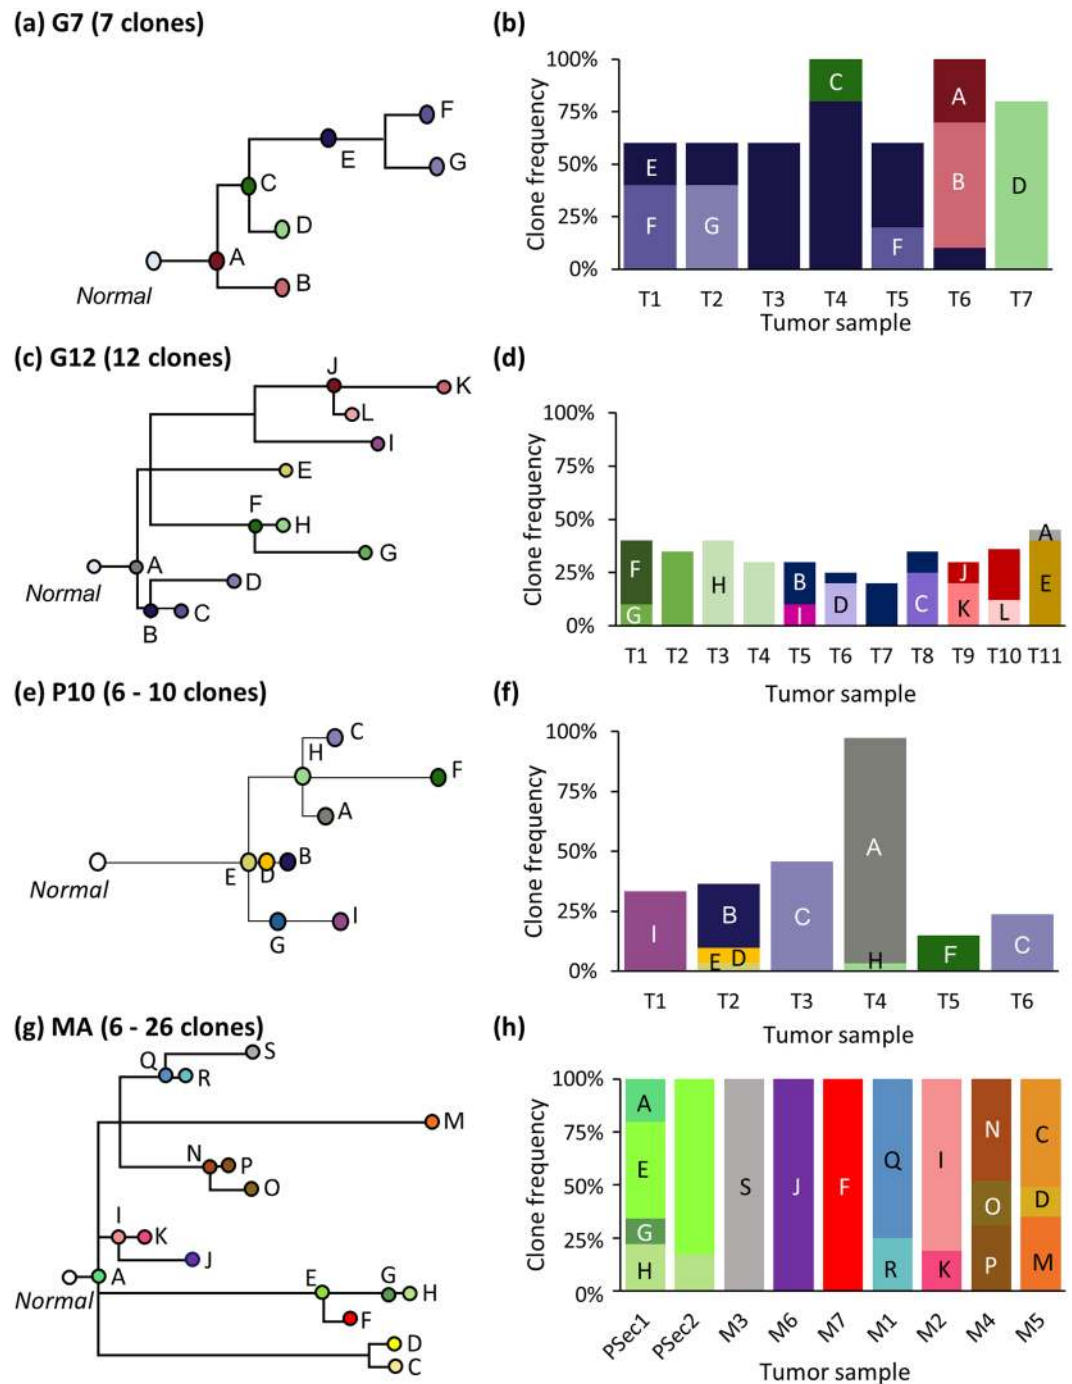 (a) G7 (7 clones)
F
E
G
C
D
A
B
Normal
(b)
Clone frequency
100%
75%
50%
25%
0%
E
F
G
C
F
A
B
D
T1 T2 T3 T4 T5 T6 T7
Tumor sample
(c) G12 (12 clones)
J
K
L
I
E
F
H
G
A
Normal
D
C
B
(d)
Clone frequency
100%
75%
50%
25%
0%
F
G
H
B
I
D
C
J
K
L
A
E
T1 T2 T3 T4 T5 T6 T7 T8 T9 T10 T11
Tumor sample
(e) P10 (6 - 10 clones)
C
H
F
A
B
E D
Normal
I
G
(f)
Clone frequency
100%
75%
50%
25%
0%
I
B
E D
C
A
H
F
C
T1 T2 T3 T4 T5 T6
Tumor sample
(g) MA (6 - 26 clones)
Q
S
R
M
N
P
O
I
K
J
A
Normal
E
G
H
F
D
C
(h)
Clone frequency
100%
75%
50%
25%
0%
A
E
G
H
S
J
F
Q
R
I
K
N
O
P
C
D
M
PSec1 PSec2 M3 M6 M7 M1 M2 M4 M5
Tumor sample